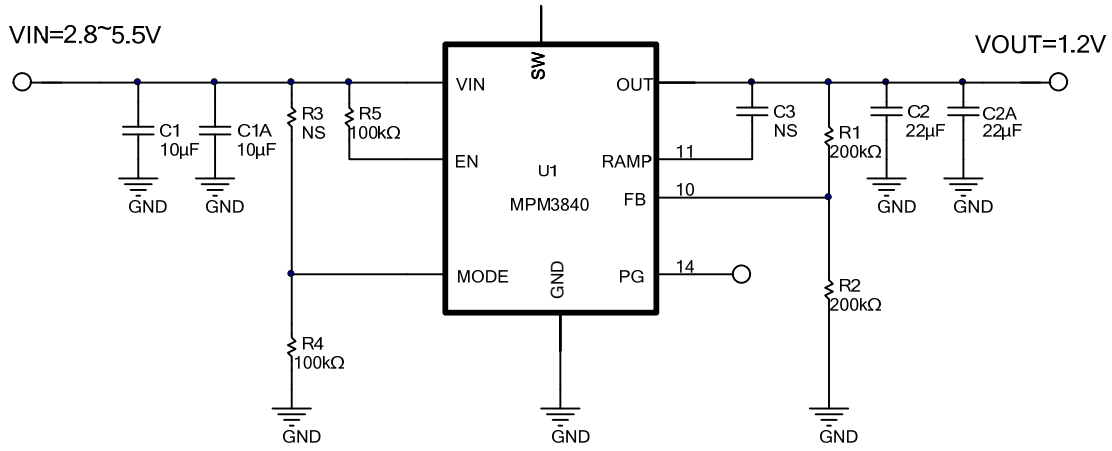 VIN=2.8~5.5V
VOUT=1.2V
SW
VIN
OUT
R3
NS
R5
100kΩ
C1
10µF
C1A
10µF
C3
NS
R1
200kΩ
C2
22µF
C2A
22µF
EN
RAMP
11
U1
MPM3840
FB
10
GND
GND
GND
GND
MODE
GND
PG
14
R2
200kΩ
R4
100kΩ
GND
GND
GND